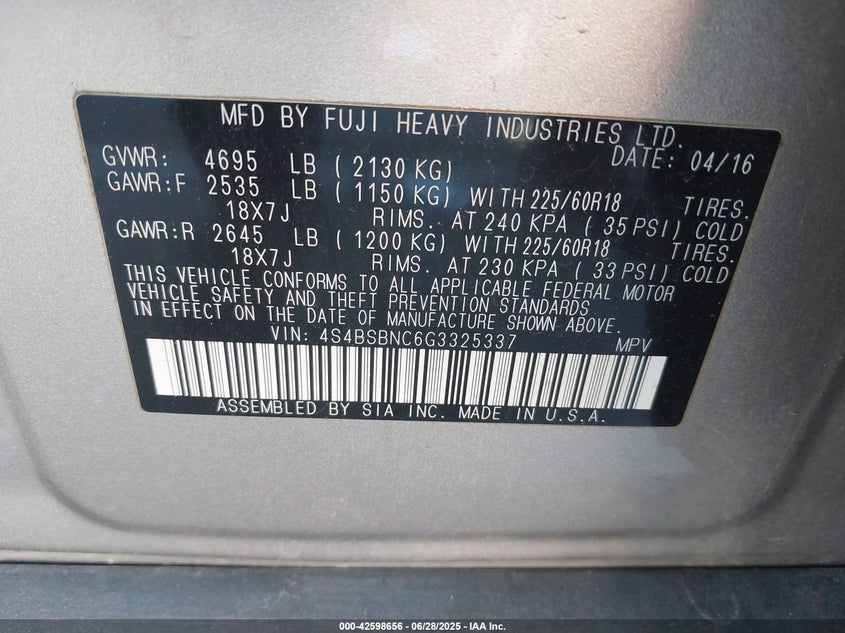 MFD BY FUJI HEAVY INDUSTRIES LTD.
GVWR: 4695 LB ( 2130 KG) DATE: 04/16
GAWR:F 2535 LB ( 1150 KG) WITH 225/60R18 TIRES.
18X7J RIMS. AT 240 KPA ( 35 PSI) COLD
GAWR:R 2645 LB ( 1200 KG) WITH 225/60R18 TIRES.
18X7J RIMS. AT 230 KPA ( 33 PSI) COLD
THIS VEHICLE CONFORMS TO ALL APPLICABLE FEDERAL MOTOR
VEHICLE SAFETY AND THEFT PREVENTION STANDARDS
IN EFFECT ON THE DATE OF MANUFACTURE SHOWN ABOVE.
VIN: 4S4BSBNC6G3325337 MPV
ASSEMBLED BY SIA INC. MADE IN U.S.A.
000-42598656 | 06/28/2025 - IAA Inc.